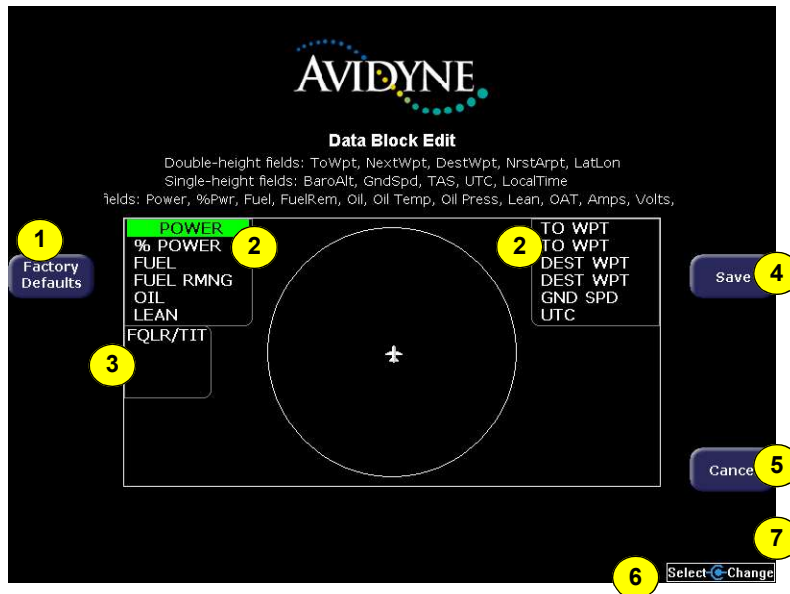 AVIDYNE
Data Block Edit
Double-height fields: ToWpt, NextWpt, DestWpt, NrstArpt, LatLon
Single-height fields: BaroAlt, GndSpd, TAS, UTC, LocalTime
fields: Power, %Pwr, Fuel, FuelRem, Oil, Oil Temp, Oil Press, Lean, OAT, Amps, Volts,
1
Factory
Defaults
POWER
% POWER
FUEL
FUEL RMNG
OIL
LEAN
2
FQLR/TIT
3
2
TO WPT
TO WPT
DEST WPT
DEST WPT
GND SPD
UTC
Save
4
Cance
5
7
6
Select Change